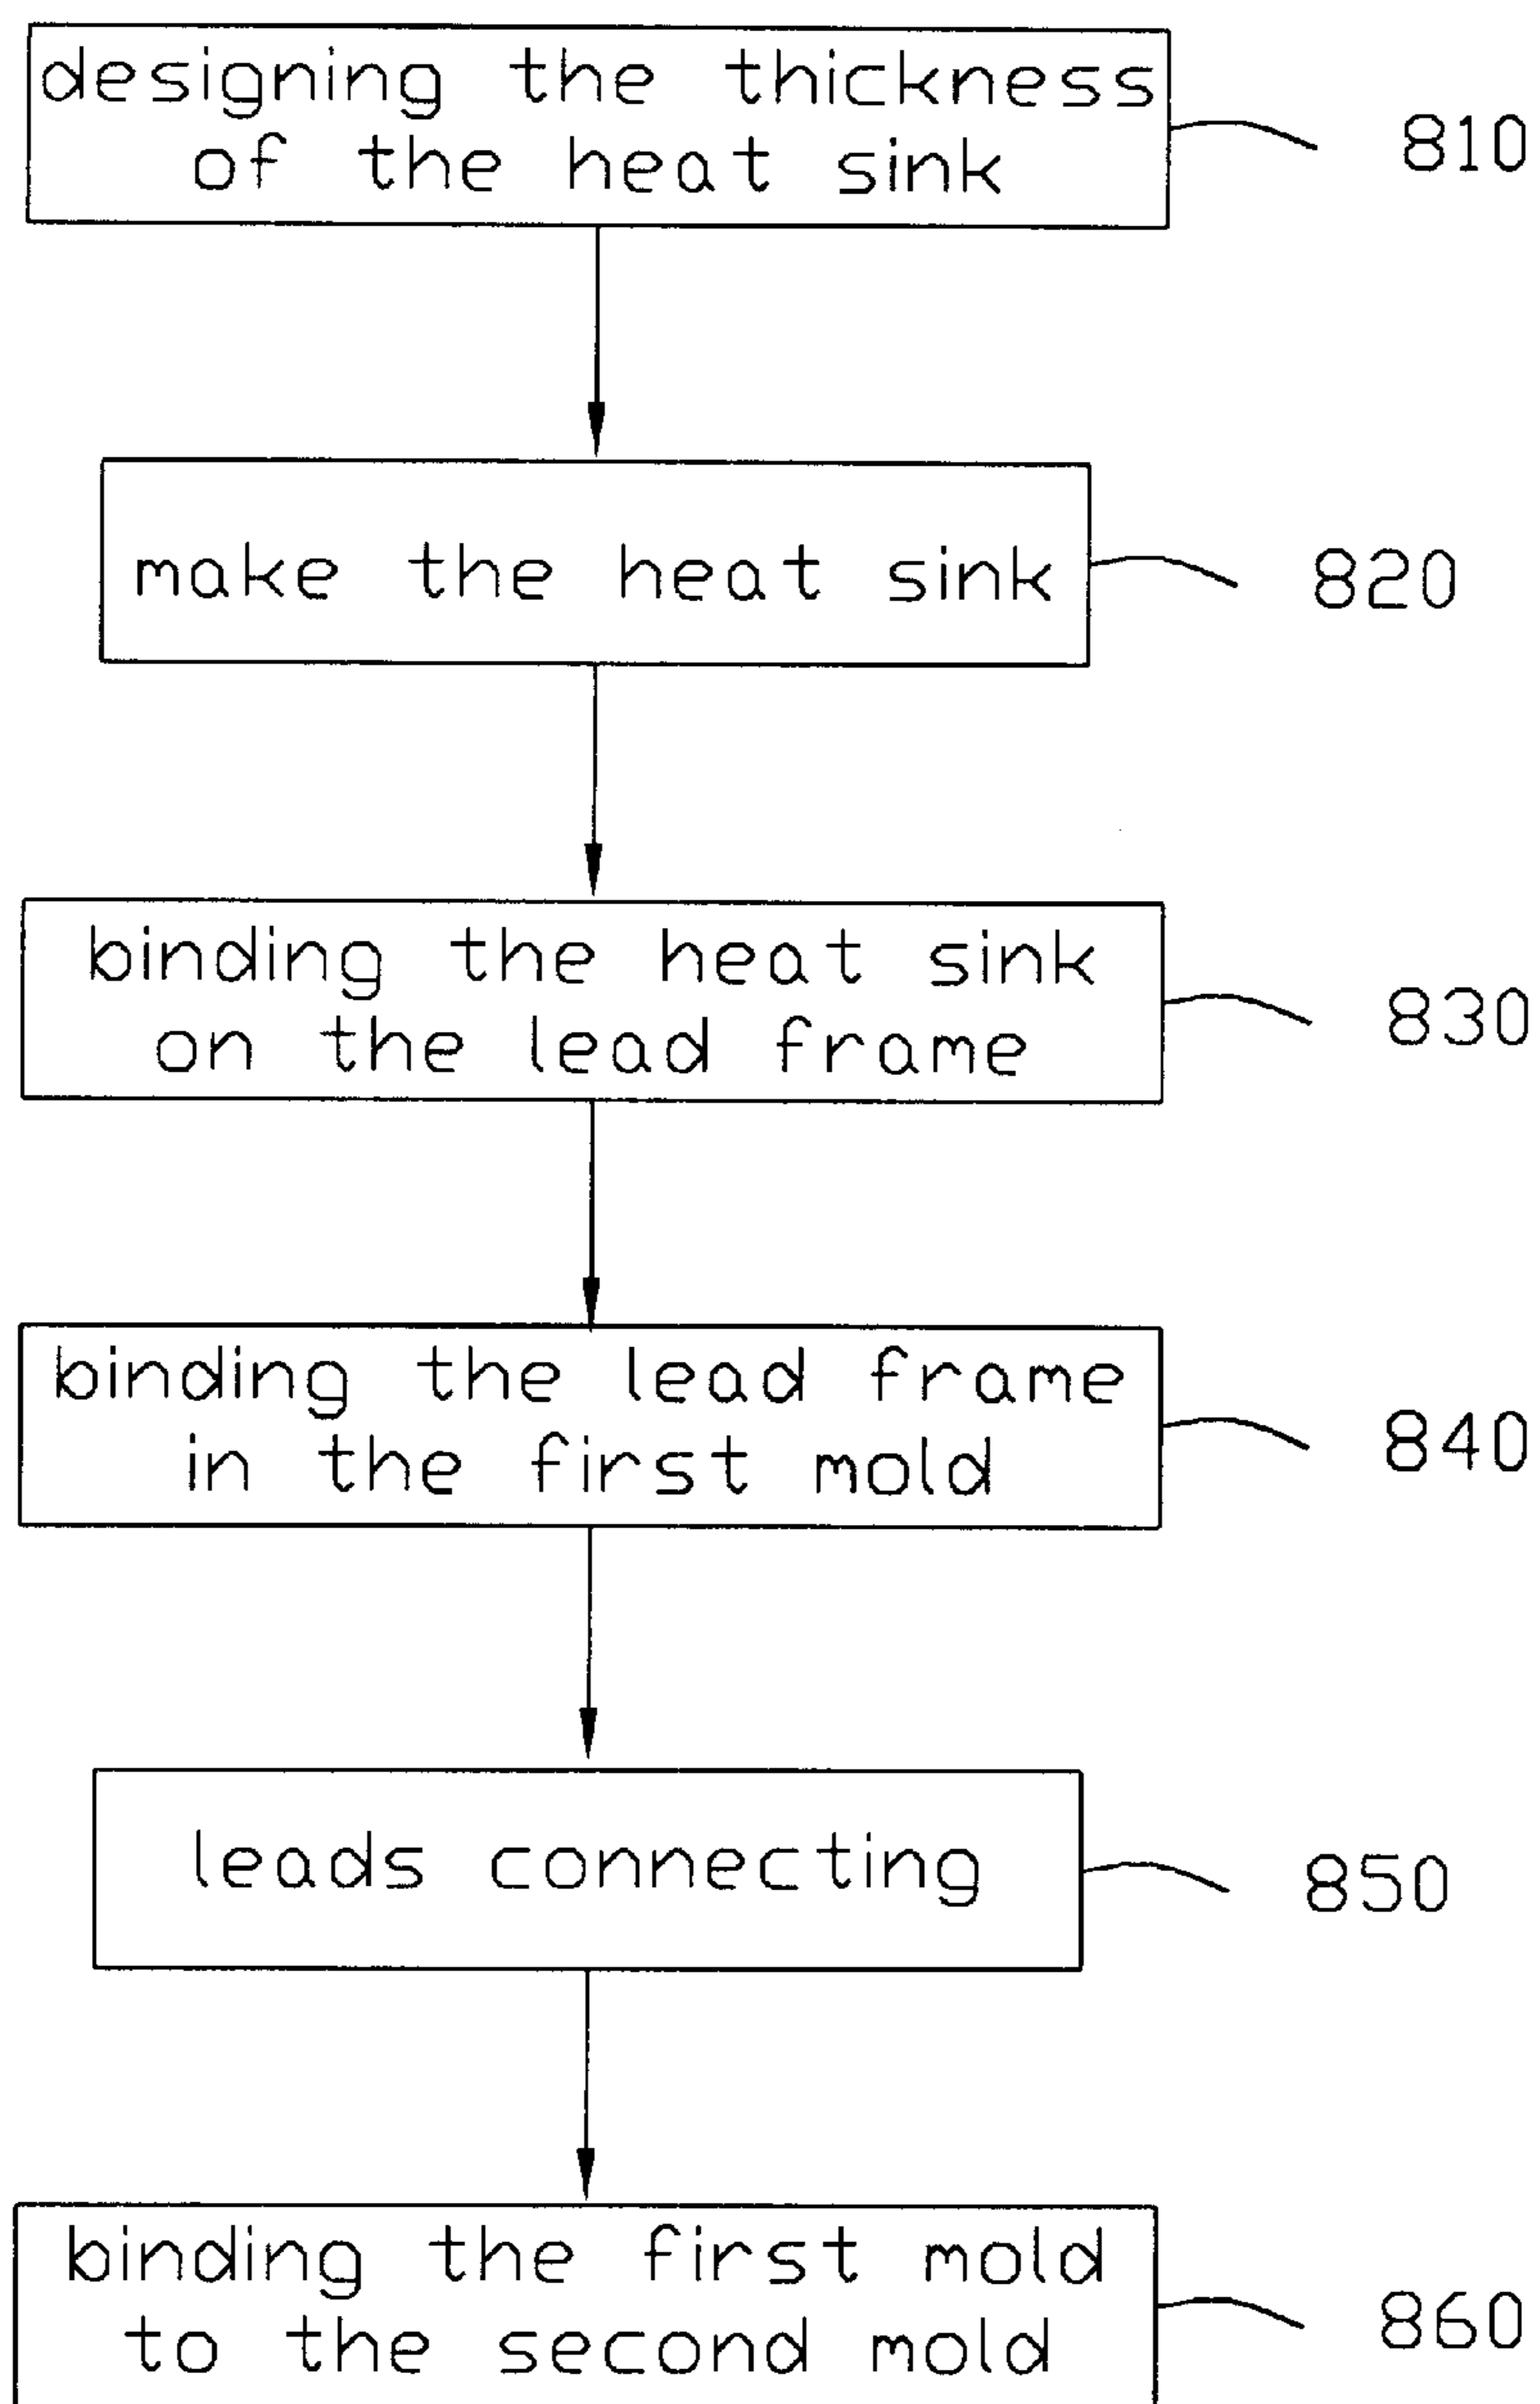 designing the thickness
of the heat sink
810
make the heat sink
820
binding the heat sink
on the lead frame
830
binding the lead frame
in the first mold
840
leads connecting
850
binding the first mold
to the second mold
860